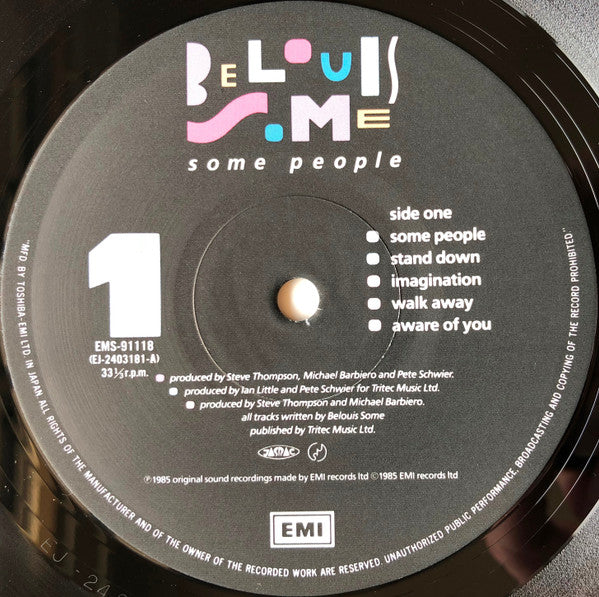 BELOUIS
SOME
some people
side one
some people
stand down
imagination
walk away
aware of you
1
EMS-91118
(EJ-2403181-A)
33⅓r.p.m.
produced by Steve Thompson, Michael Barbiero and Pete Schwier.
produced by Ian Little and Pete Schwier for Tritec Music Ltd.
produced by Steve Thompson and Michael Barbiero.
all tracks written by Belouis Some
published by Tritec Music Ltd.
JASRAC
℗1985 original sound recordings made by EMI records ltd ©1985 EMI records ltd
EMI
"MFD. BY TOSHIBA-EMI LTD. IN JAPAN ALL RIGHTS OF THE MANUFACTURER AND OF THE OWNER OF THE RECORDED WORK ARE RESERVED. UNAUTHORIZED PUBLIC PERFORMANCE, BROADCASTING AND COPYING OF THE RECORD PROHIBITED."